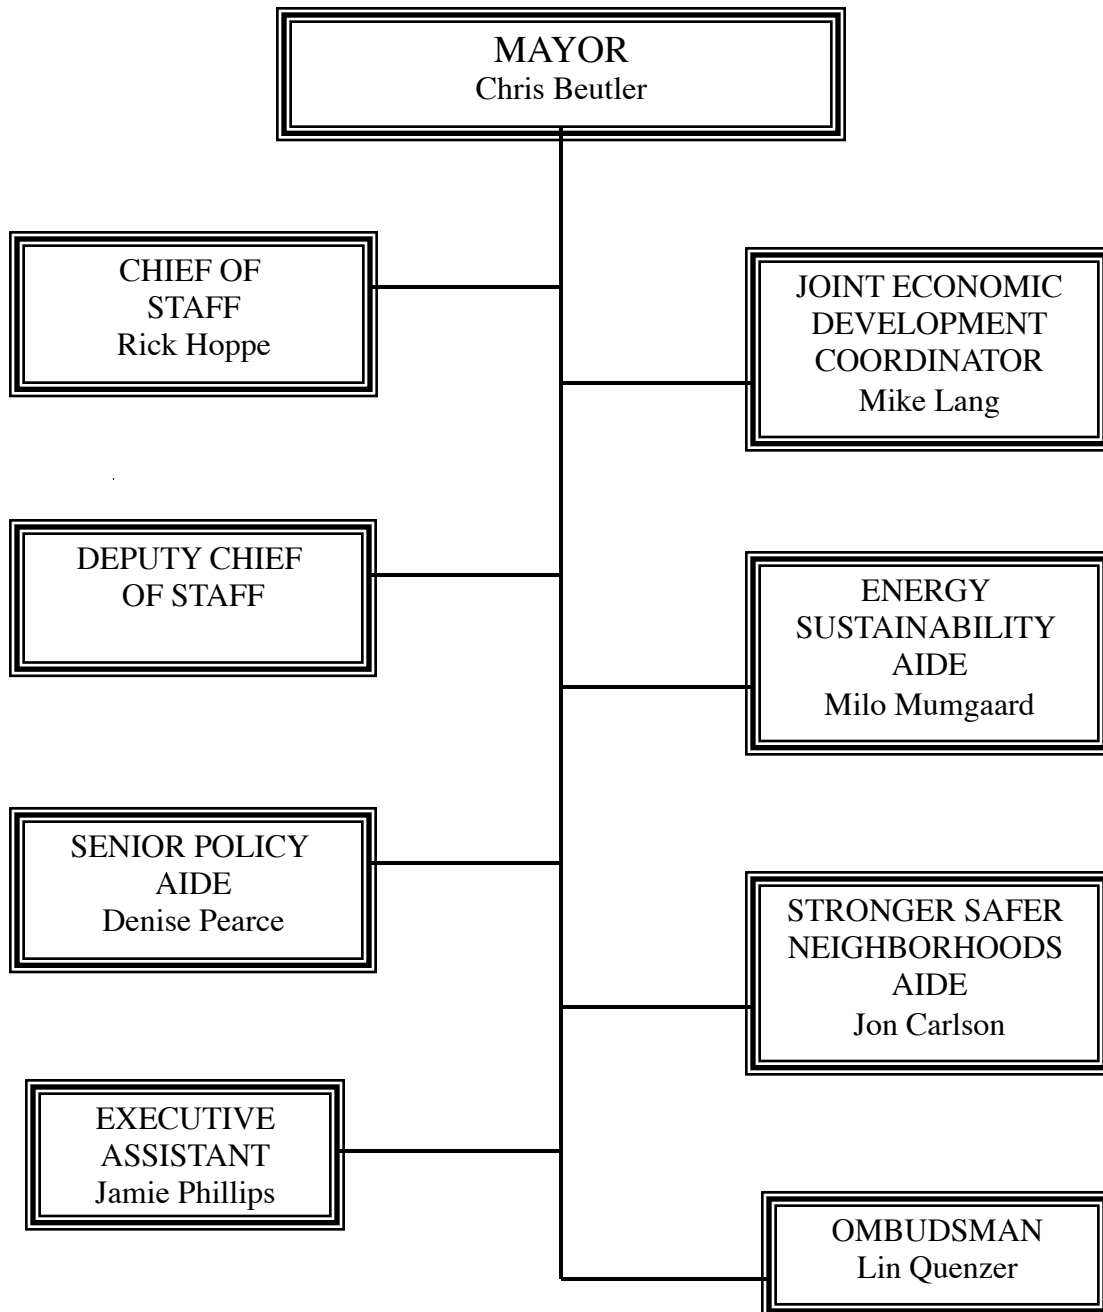 MAYOR
Chris Beutler
CHIEF OF
STAFF
Rick Hoppe
JOINT ECONOMIC
DEVELOPMENT
COORDINATOR
Mike Lang
DEPUTY CHIEF
OF STAFF
ENERGY
SUSTAINABILITY
AIDE
Milo Mumgaard
SENIOR POLICY
AIDE
Denise Pearce
STRONGER SAFER
NEIGHBORHOODS
AIDE
Jon Carlson
EXECUTIVE
ASSISTANT
Jamie Phillips
OMBUDSMAN
Lin Quenzer